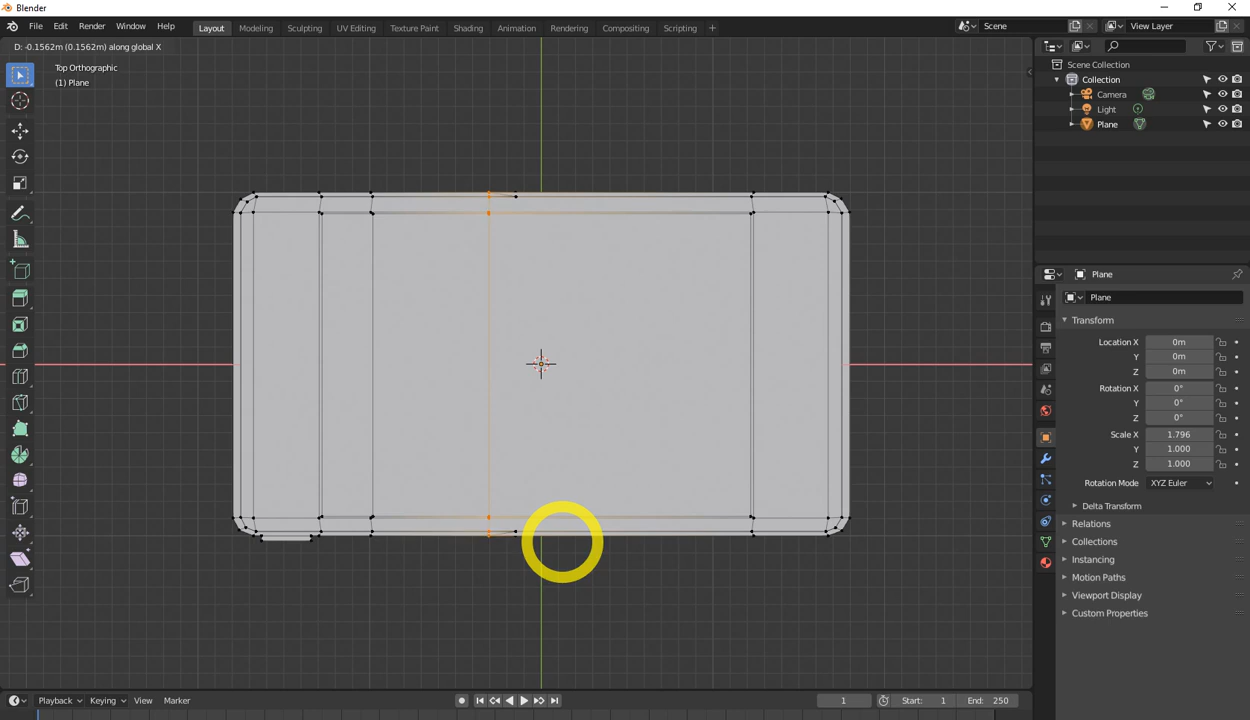 Blender
File Edit Render Window Help Layout Modeling Sculpting UV Editing Texture Paint Shading Animation Rendering Compositing Scripting + Scene View Layer
D: -0.1562m (0.1562m) along global X
Top Orthographic
(1) Plane
Scene Collection
Collection
Camera
Light
Plane
Plane
Plane
Transform
Location X 0m
Y 0m
Z 0m
Rotation X 0°
Y 0°
Z 0°
Scale X 1.796
Y 1.000
Z 1.000
Rotation Mode XYZ Euler
Delta Transform
Relations
Collections
Instancing
Motion Paths
Viewport Display
Custom Properties
Playback Keying View Marker 1 Start: 1 End: 250